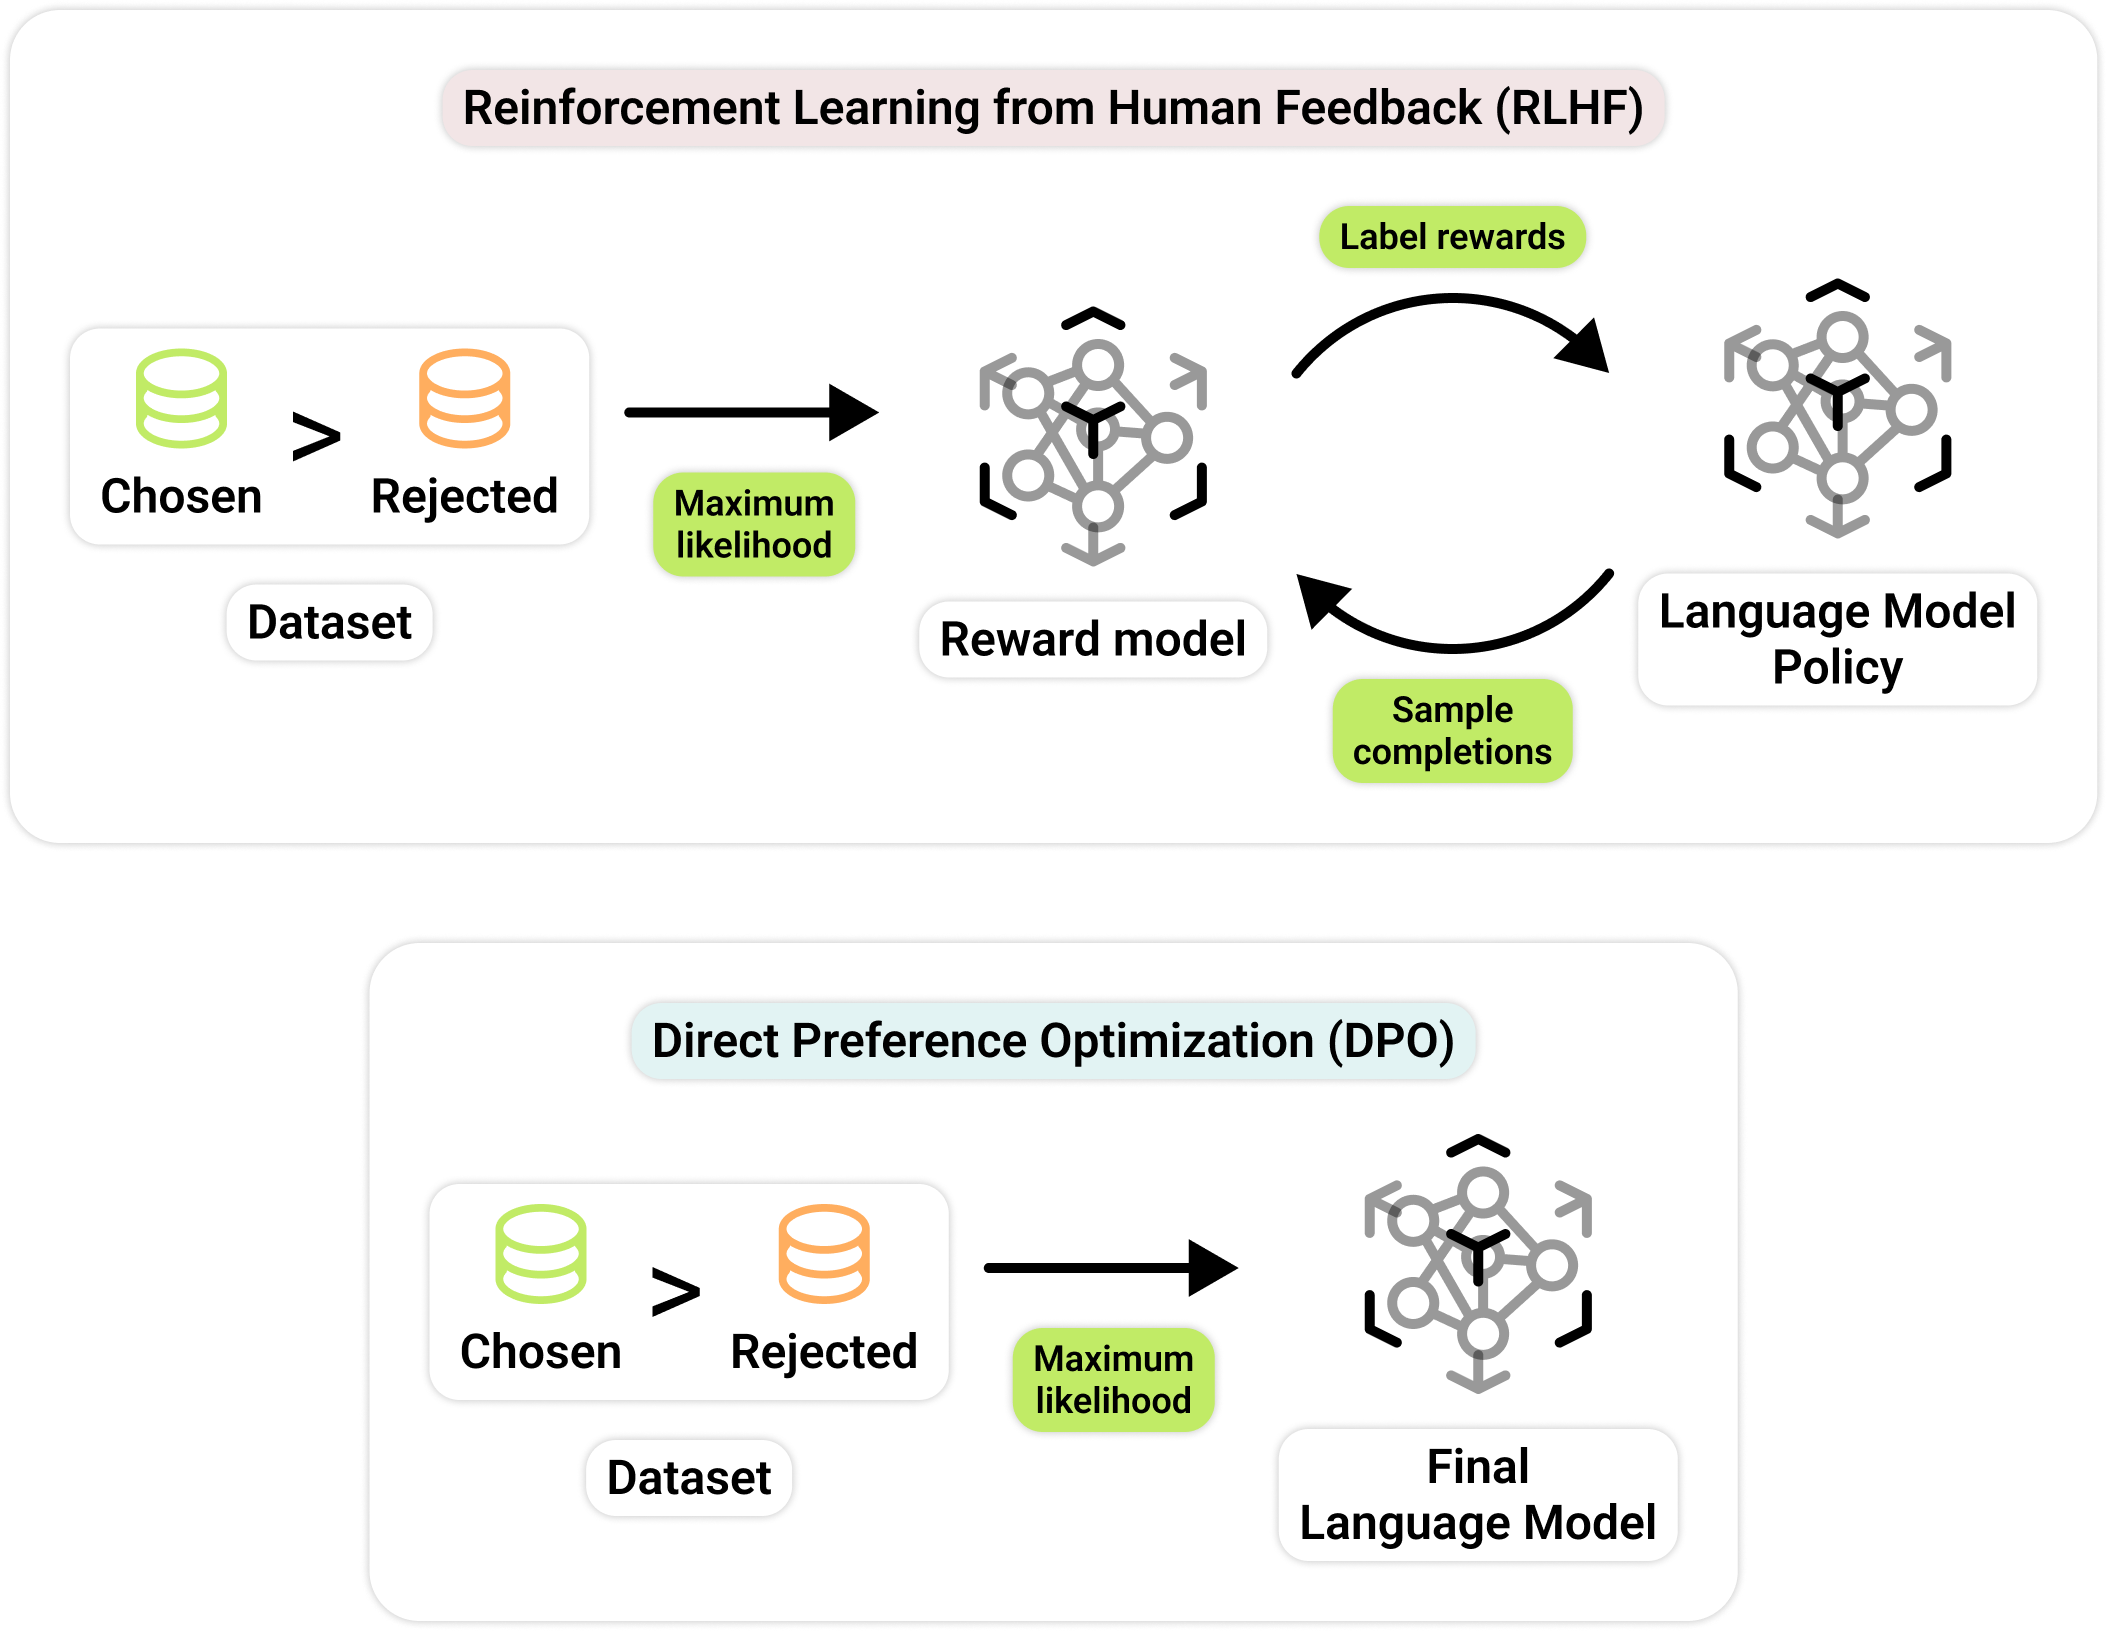 Reinforcement Learning from Human Feedback (RLHF)
Label rewards
Chosen > Rejected
Maximum
likelihood
Dataset
Reward model
Language Model
Policy
Sample
completions
Direct Preference Optimization (DPO)
Chosen > Rejected
Maximum
likelihood
Dataset
Final
Language Model